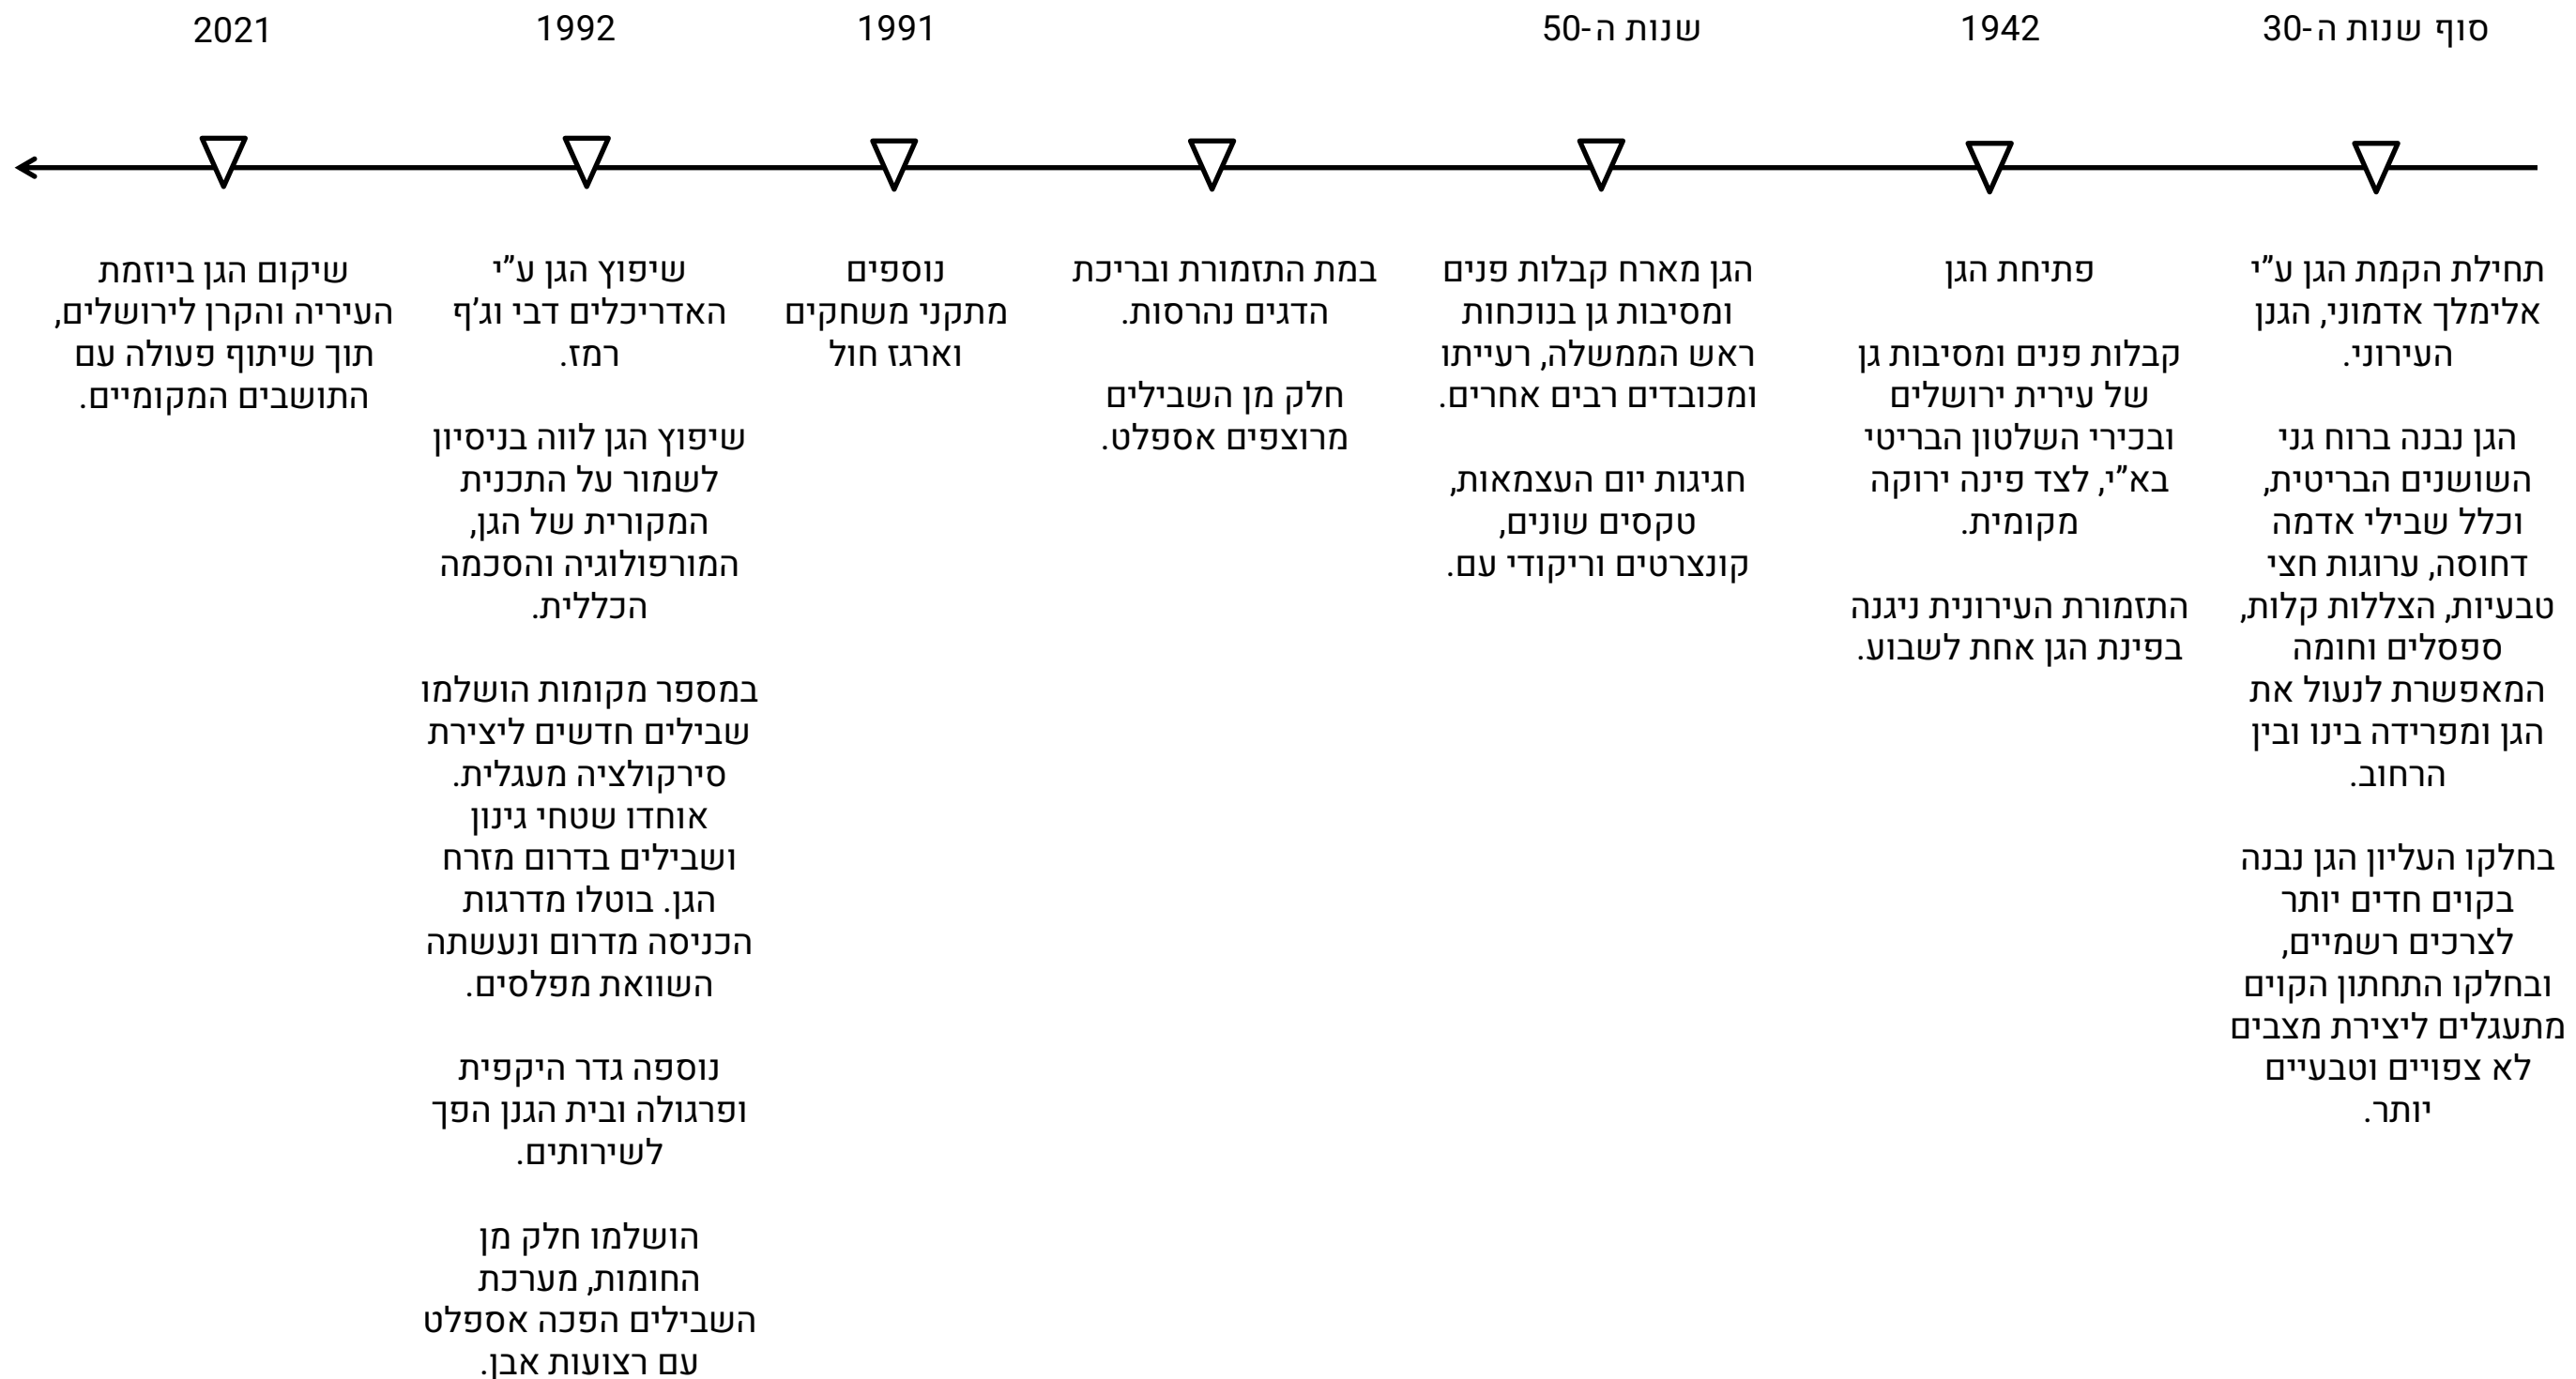 סוף שנות ה-30
תחילת הקמת הגן ע"י
אלימלך אדמוני, הגנן
העירוני.
הגן נבנה ברוח גני
השושנים הבריטית,
וכלל שבילי אדמה
דחוסה, ערוגות חצי
טבעיות, הצללות קלות,
ספסלים וחומה
המאפשרת לנעול את
הגן ומפרידה בינו ובין
הרחוב.
בחלקו העליון הגן נבנה
בקוים חדים יותר
לצרכים רשמיים,
ובחלקו התחתון הקוים
מתעגלים ליצירת מצבים
לא צפויים וטבעיים
יותר.
1942
פתיחת הגן
קבלות פנים ומסיבות גן
של עירית ירושלים
ובכירי השלטון הבריטי
בא"י, לצד פינה ירוקה
מקומית.
התזמורת העירונית ניגנה
בפינת הגן אחת לשבוע.
שנות ה-50
הגן מארח קבלות פנים
ומסיבות גן בנוכחות
ראש הממשלה, רעייתו
ומכובדים רבים אחרים.
חגיגות יום העצמאות,
טקסים שונים,
קונצרטים וריקודי עם.
במת התזמורת ובריכת
הדגים נהרסות.
חלק מן השבילים
מרוצפים אספלט.
1991
נוספים
מתקני משחקים
וארגז חול
1992
שיפוץ הגן ע"י
האדריכלים דבי וג'ף
רמז.
שיפוץ הגן לווה בניסיון
לשמור על התכנית
המקורית של הגן,
המורפולוגיה והסכמה
הכללית.
במספר מקומות הושלמו
שבילים חדשים ליצירת
סירקולציה מעגלית.
אוחדו שטחי גינון
ושבילים בדרום מזרח
הגן. בוטלו מדרגות
הכניסה מדרום ונעשתה
השוואת מפלסים.
נוספה גדר היקפית
ופרגולה ובית הגנן הפך
לשירותים.
הושלמו חלק מן
החומות, מערכת
השבילים הפכה אספלט
עם רצועות אבן.
2021
שיקום הגן ביוזמת
העיריה והקרן לירושלים,
תוך שיתוף פעולה עם
התושבים המקומיים.